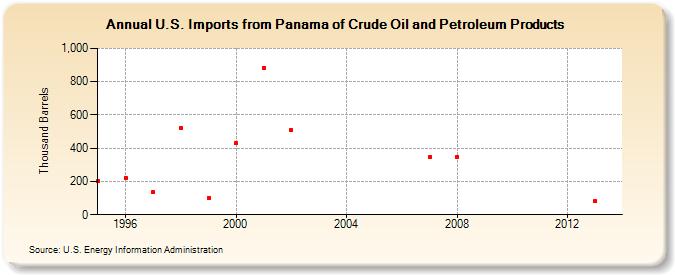 Annual U.S. Imports from Panama of Crude Oil and Petroleum Products
Thousand Barrels
1,000
800
600
400
200
0
1996 2000 2004 2008 2012
Source: U.S. Energy Information Administration